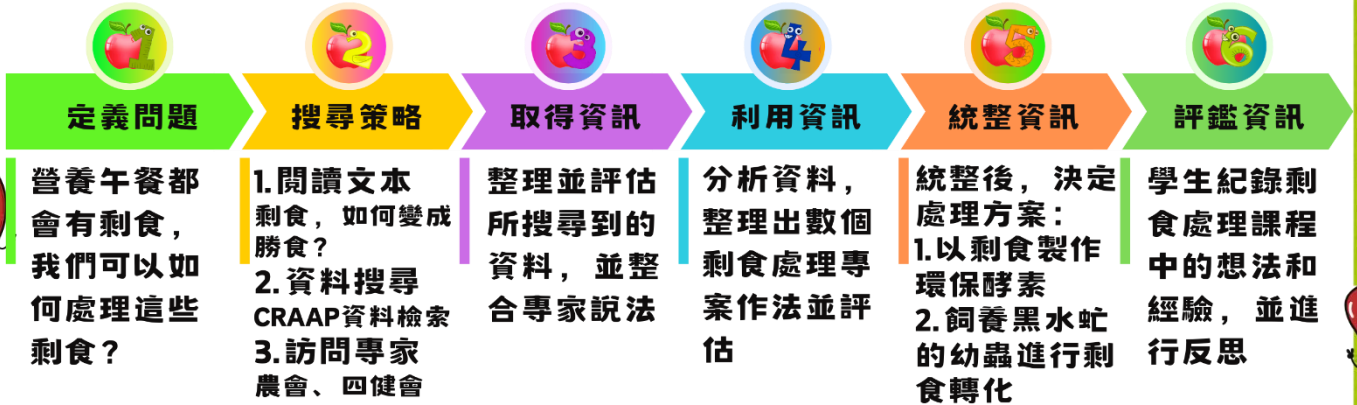 1
定義問題
營養午餐都
會有剩食，
我們可以如
何處理這些
剩食？
2
搜尋策略
1.閱讀文本
剩食，如何變成
勝食？
2.資料搜尋
CRAAP資料檢索
3.訪問專家
農會、四健會
3
取得資訊
整理並評估
所搜尋到的
資料，並整
合專家說法
4
利用資訊
分析資料，
整理出數個
剩食處理專
案作法並評
估
5
統整資訊
統整後，決定
處理方案：
1.以剩食製作
環保酵素
2.飼養黑水虻
的幼蟲進行剩
食轉化
6
評鑑資訊
學生紀錄剩
食處理課程
中的想法和
經驗，並進
行反思